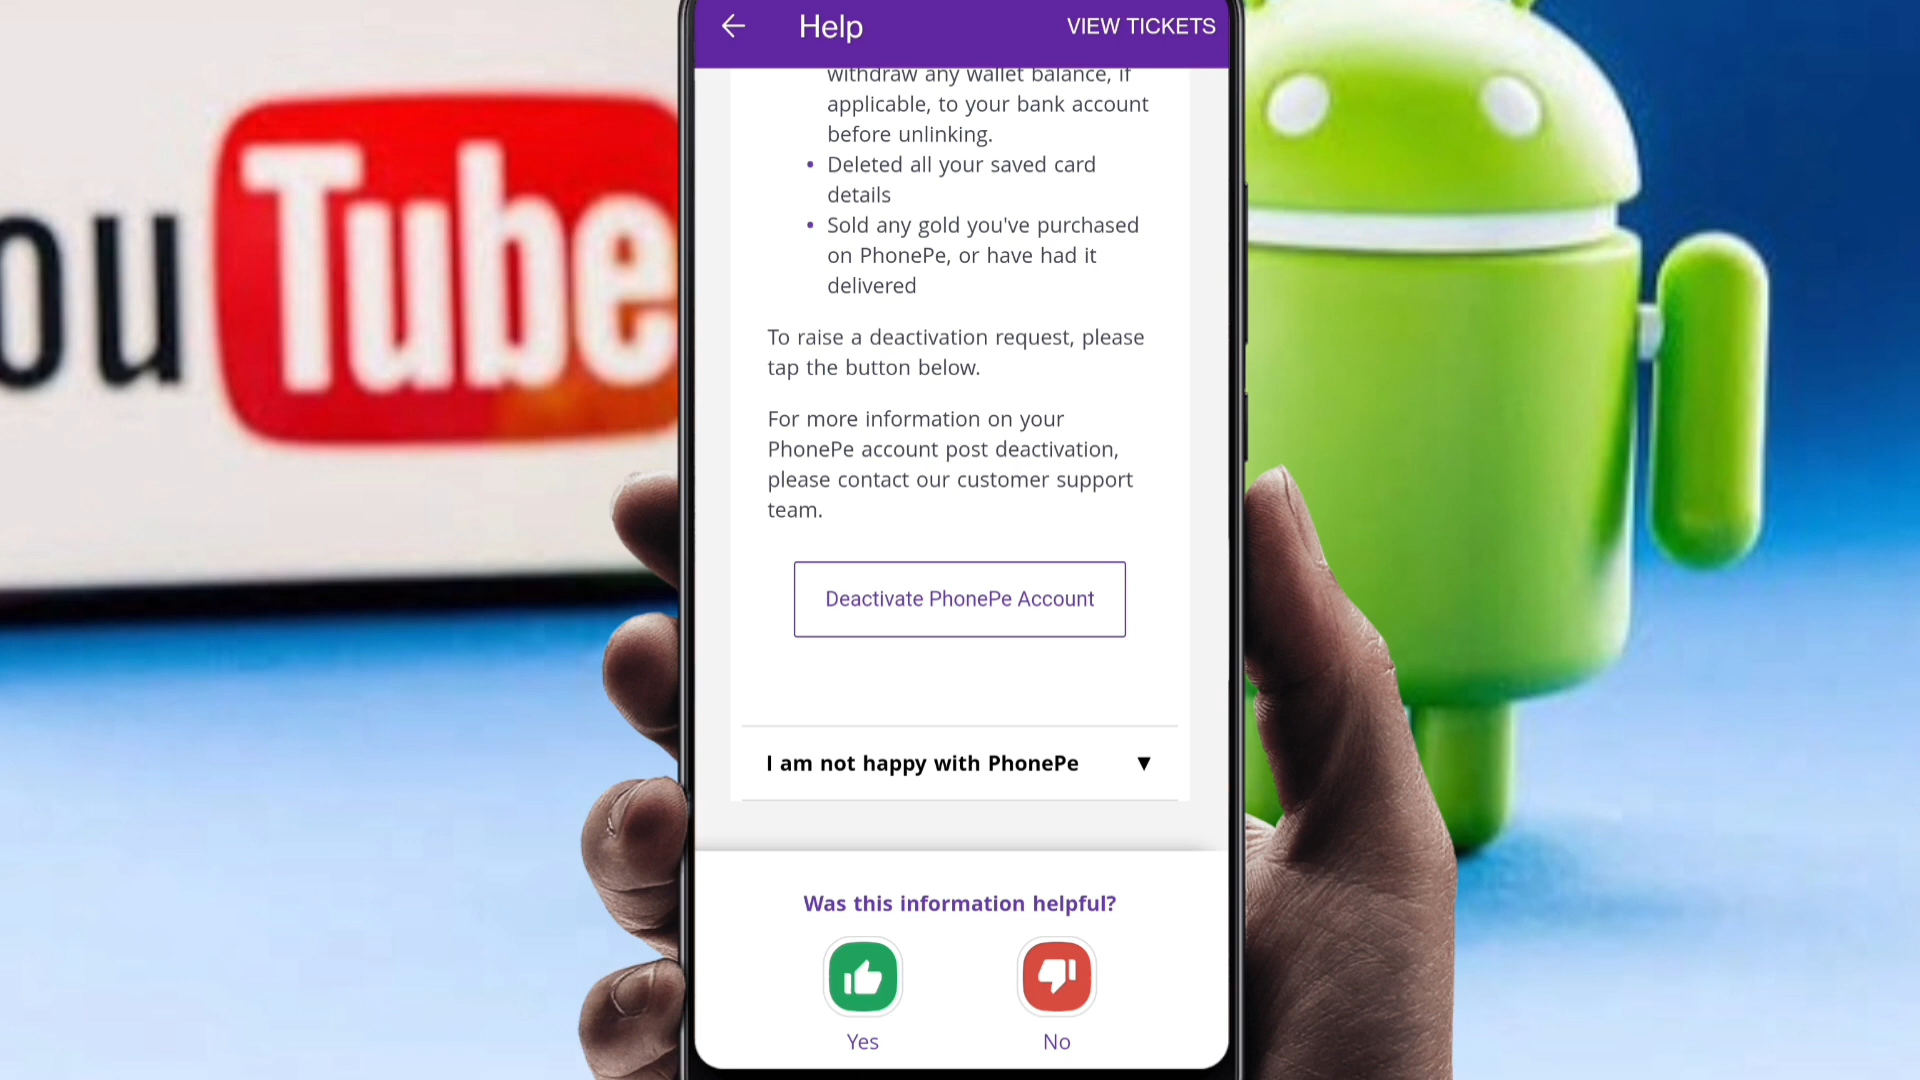 ou Tube
Help
VIEW TICKETS
withdraw any wallet balance, if
applicable, to your bank account
before unlinking.
• Deleted all your saved card
details
• Sold any gold you've purchased
on PhonePe, or have had it
delivered
To raise a deactivation request, please
tap the button below.
For more information on your
PhonePe account post deactivation,
please contact our customer support
team.
Deactivate PhonePe Account
I am not happy with PhonePe ▼
Was this information helpful?
Yes
No